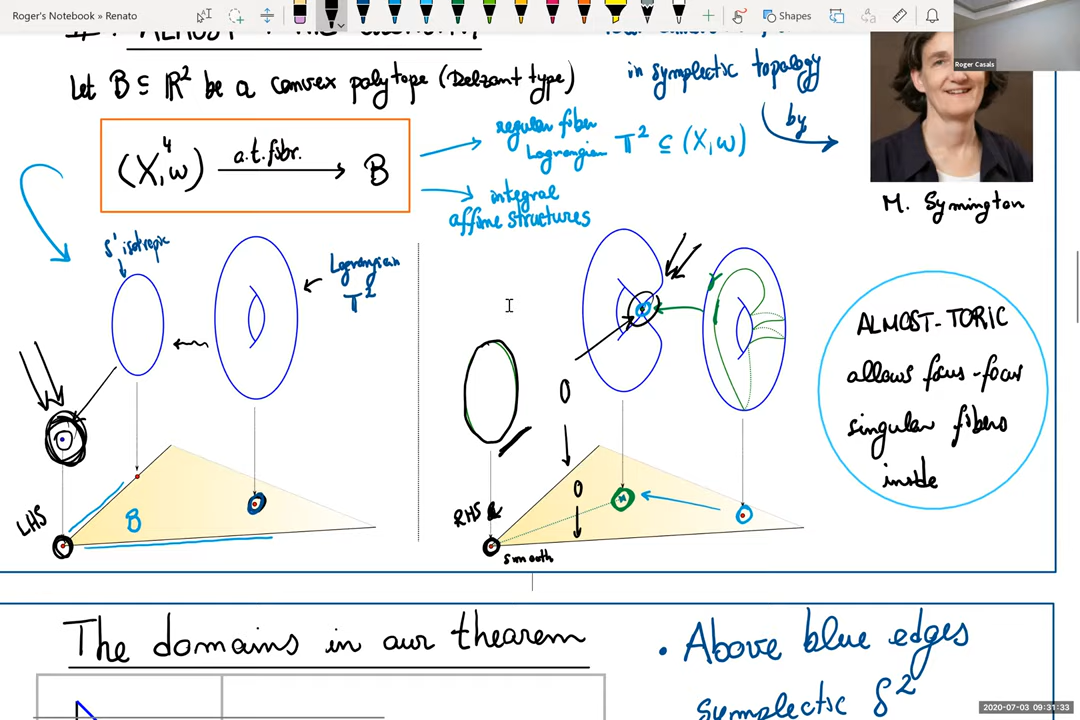 Roger's Notebook » Renato
Shapes
Roger Casals
Let B ⊆ ℝ² be a convex polytope (Delzant type)
in symplectic topology
by
M. Symington
(X⁴,ω) a.t.fibr. → B
regular fiber
Lagrangian T² ⊆ (X,ω)
integral
affine structures
S¹ isotropic
Lagrangian
T²
LHS
B
RHS
smooth
γ
ALMOST-TORIC
allows focus-focus
singular fibers
inside
The domains in our theorem
• Above blue edges
symplectic S²
2020-07-03 09:31:33